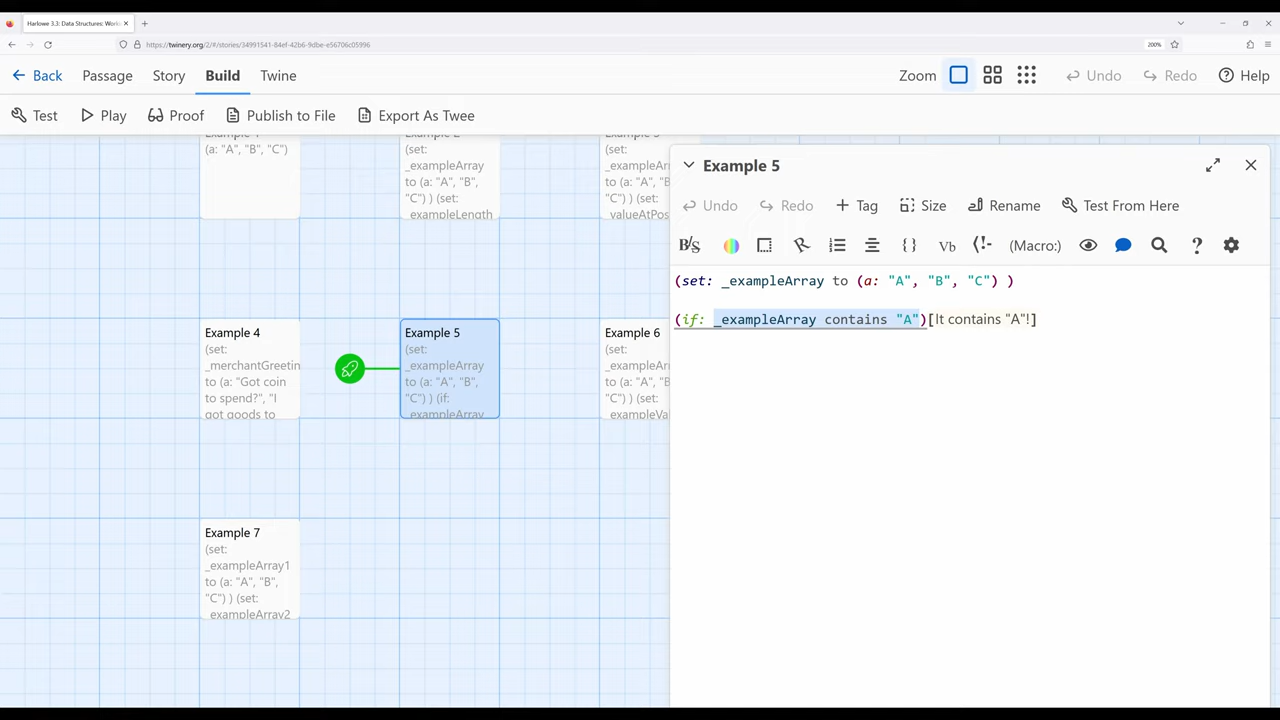 Harlowe 3.3: Data Structures: Work
https://twinery.org/2/#/stories/34991541-84ef-42b6-9dbe-e56706c05996
200%
Back Passage Story Build Twine Zoom Undo Redo Help
Test Play Proof Publish to File Export As Twee
(a: "A", "B", "C")
(set:
_exampleArray
to (a: "A", "B",
"C") ) (set:
_exampleLength
(set:
_exampleArra
to (a: "A", "B
"C") ) (set:
_valueAtPos
Example 4
(set:
_merchantGreetin
to (a: "Got coin
to spend?", "I
got goods to
Example 5
(set:
_exampleArray
to (a: "A", "B",
"C") ) (if:
_exampleArray
Example 6
(set:
_exampleArra
to (a: "A", "B
"C") ) (set:
_exampleVa
Example 7
(set:
_exampleArray1
to (a: "A", "B",
"C") ) (set:
_exampleArray2
Example 5
Undo Redo Tag Size Rename Test From Here
B/S Vb (Macro:) ?
(set: _exampleArray to (a: "A", "B", "C") )
(if: _exampleArray contains "A")[It contains "A"!]